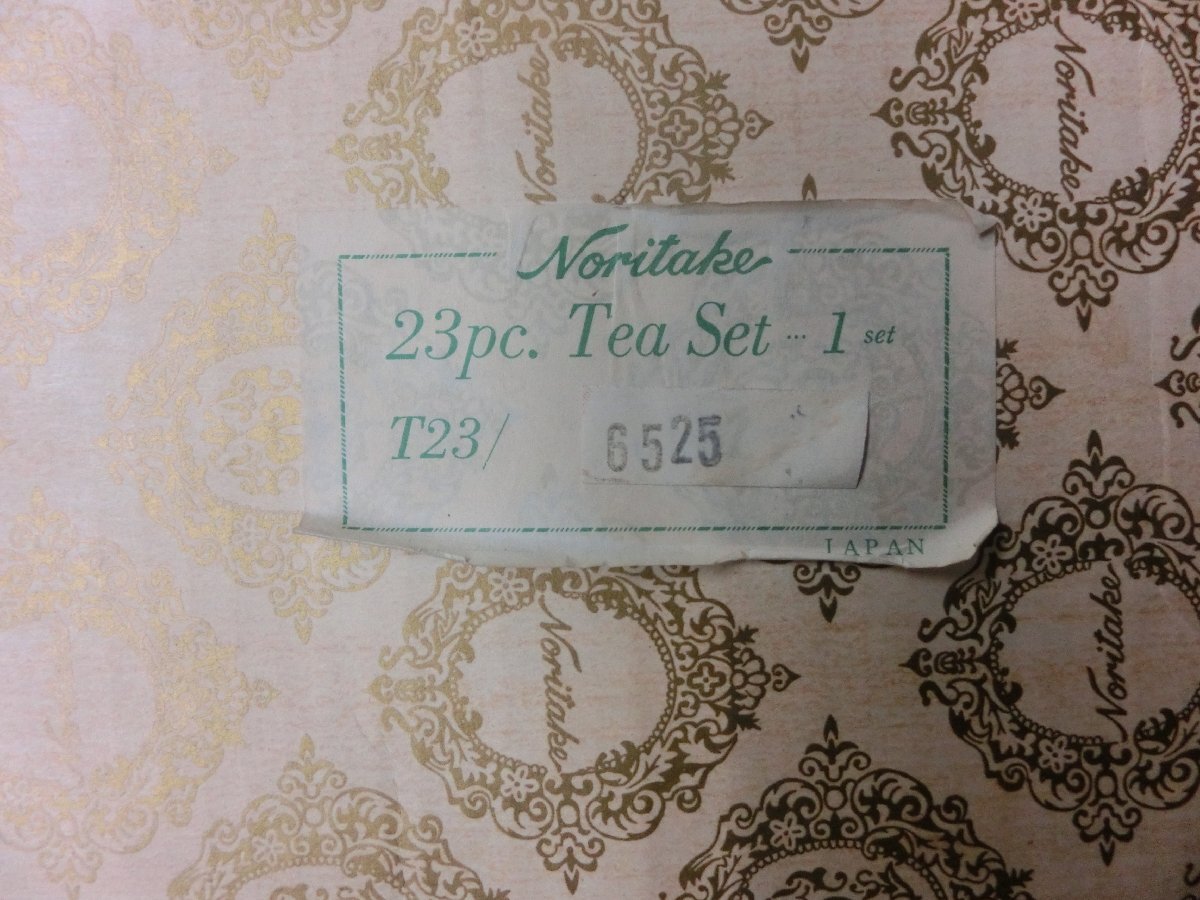 Noritake
Noritake
Noritake
23pc. Tea Set ... 1 set
T23/ 6525
JAPAN
Noritake
Noritake